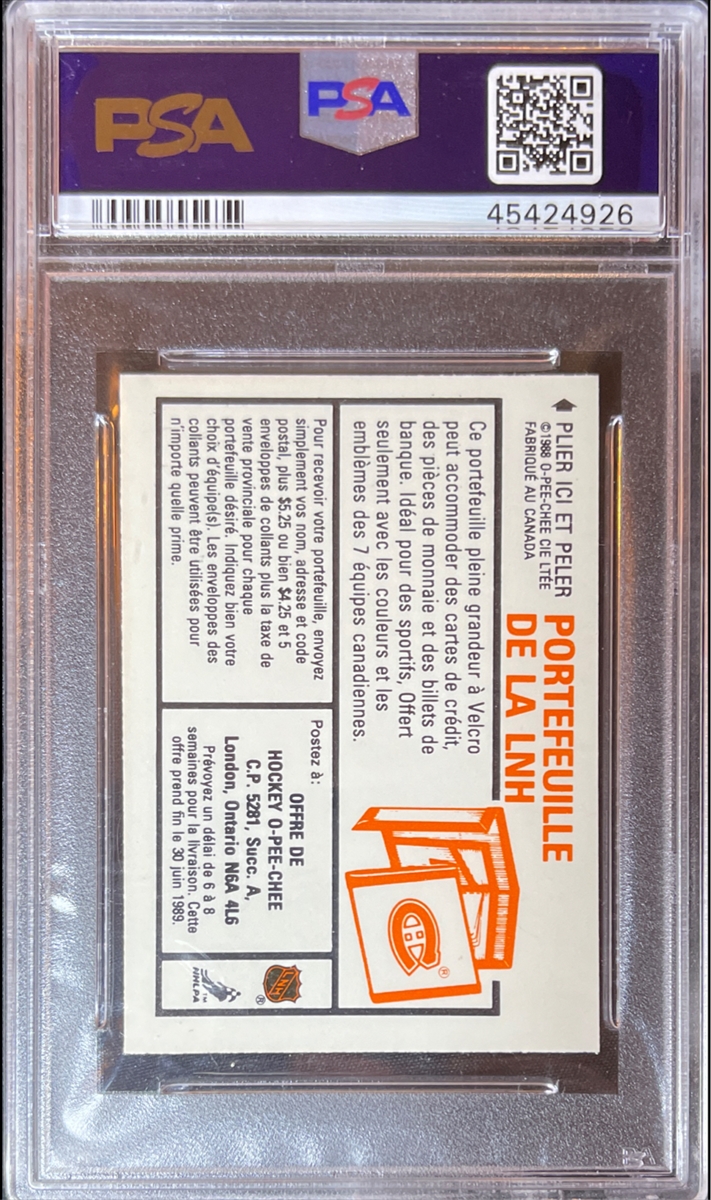 PSA
PSA
45424926
PLIER ICI ET PELER
©1988 O-PEE-CHEE CIE LTÉE
FABRIQUÉ AU CANADA
PORTEFEUILLE
DE LA LNH
Ce portefeuille pleine grandeur à Velcro
peut accommoder des cartes de crédit,
des pièces de monnaie et des billets de
banque. Idéal pour des sportifs, Offert
seulement avec les couleurs et les
emblèmes des 7 équipes canadiennes.
®
Pour recevoir votre portefeuille, envoyez
simplement vos nom, adresse et code
postal, plus $5.25 ou bien $4.25 et 5
enveloppes de collants plus la taxe de
vente provinciale pour chaque
portefeuille désiré. Indiquez bien votre
choix d'équipe(s). Les enveloppes des
collants peuvent être utilisées pour
n'importe quelle prime.
Postez à:
OFFRE DE
HOCKEY O-PEE-CHEE
C.P. 5281, Succ. A,
London, Ontario N6A 4L6
Prévoyez un délai de 6 à 8
semaines pour la livraison. Cette
offre prend fin le 30 juin 1989.
LNH
®
NHLPA
TM